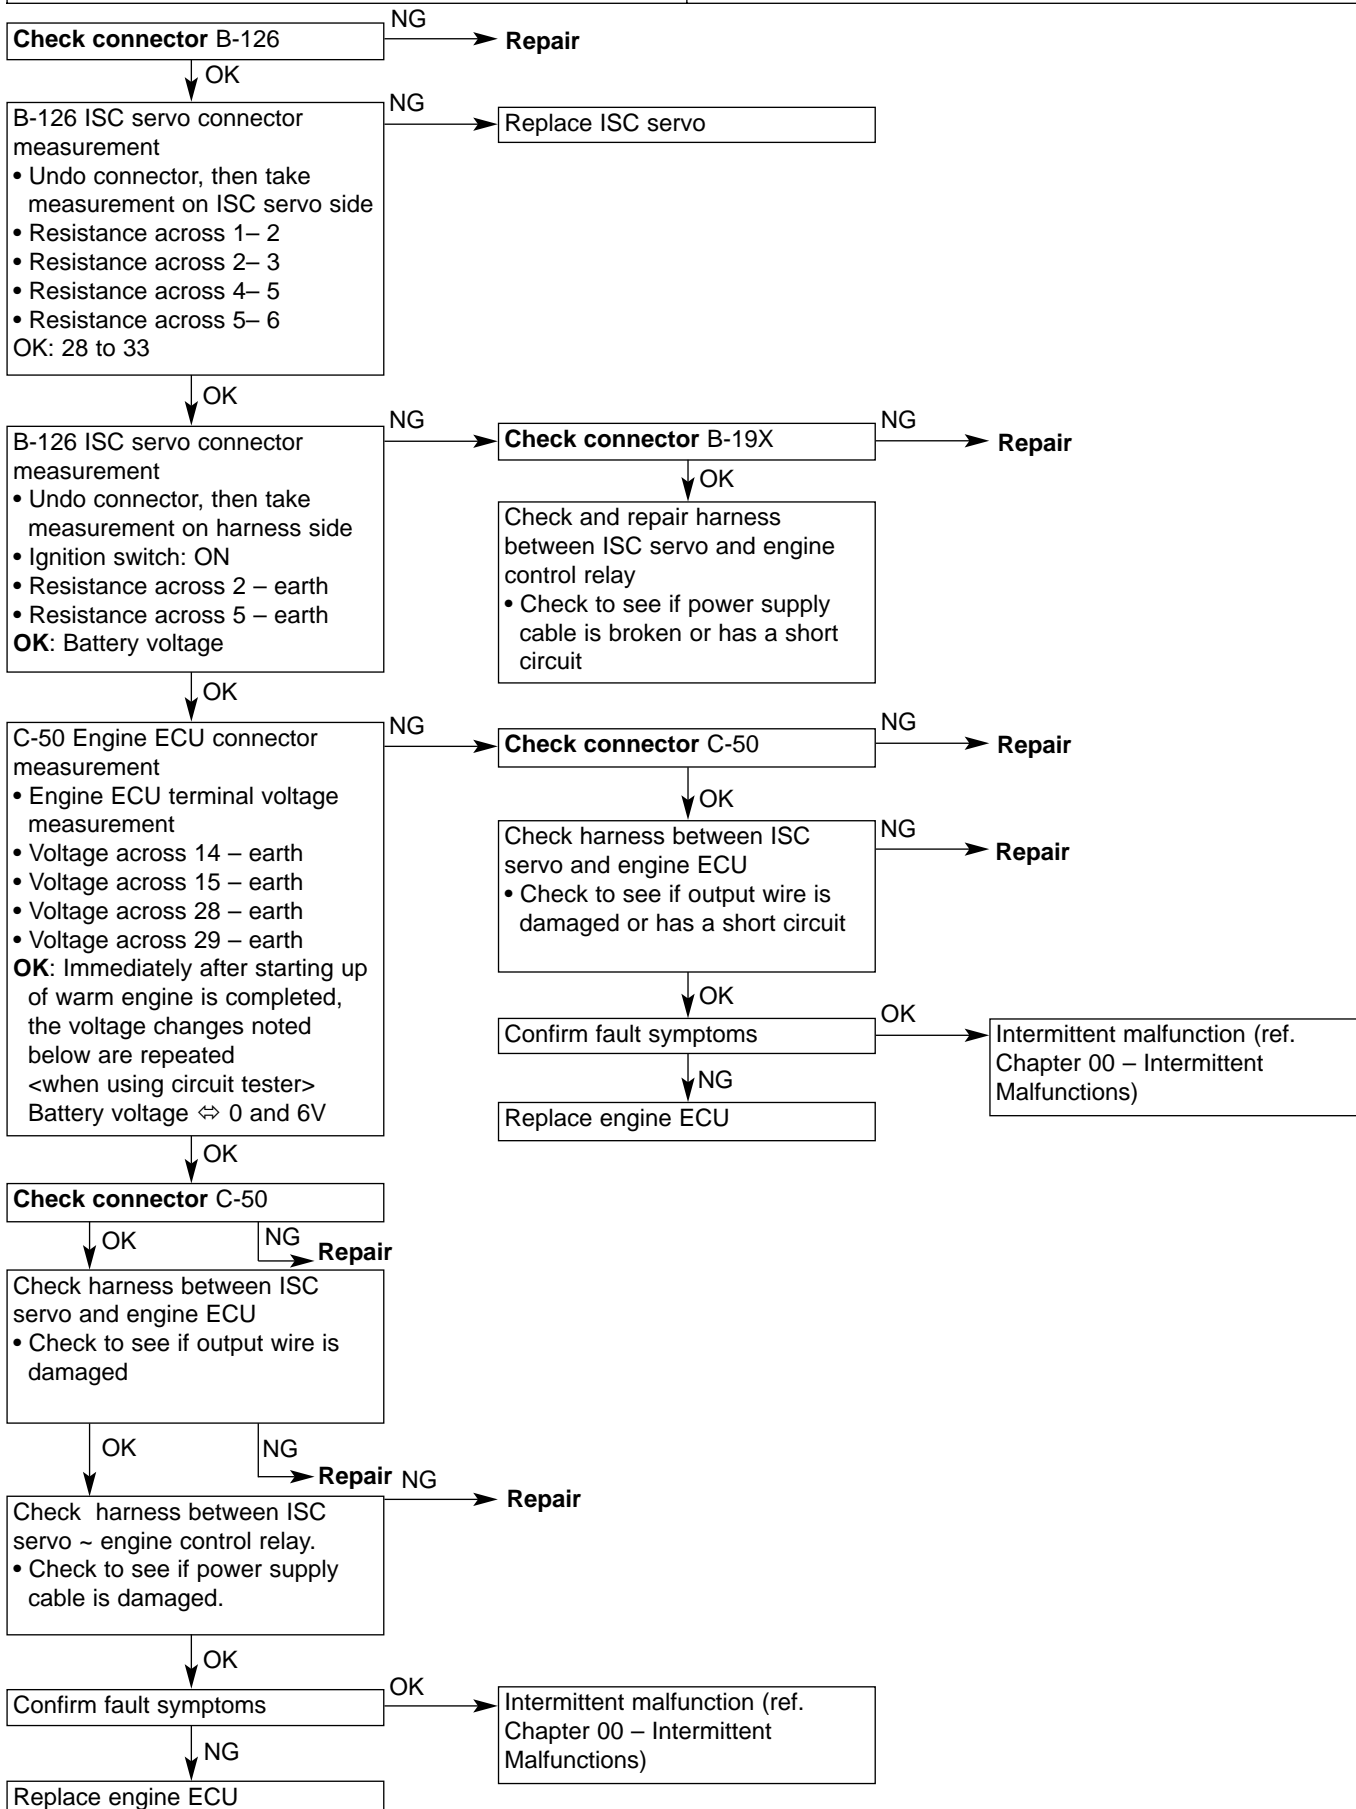 Check connector B-126
NG
Repair
OK
B-126 ISC servo connector
measurement
• Undo connector, then take
measurement on ISC servo side
• Resistance across 1– 2
• Resistance across 2– 3
• Resistance across 4– 5
• Resistance across 5– 6
OK: 28 to 33
NG
Replace ISC servo
OK
B-126 ISC servo connector
measurement
• Undo connector, then take
measurement on harness side
• Ignition switch: ON
• Resistance across 2 – earth
• Resistance across 5 – earth
OK: Battery voltage
NG
Check connector B-19X
NG
Repair
OK
Check and repair harness
between ISC servo and engine
control relay
• Check to see if power supply
cable is broken or has a short
circuit
OK
C-50 Engine ECU connector
measurement
• Engine ECU terminal voltage
measurement
• Voltage across 14 – earth
• Voltage across 15 – earth
• Voltage across 28 – earth
• Voltage across 29 – earth
OK: Immediately after starting up
of warm engine is completed,
the voltage changes noted
below are repeated
<when using circuit tester>
Battery voltage ⇔ 0 and 6V
NG
Check connector C-50
NG
Repair
OK
Check harness between ISC
servo and engine ECU
• Check to see if output wire is
damaged or has a short circuit
NG
Repair
OK
Confirm fault symptoms
OK
Intermittent malfunction (ref.
Chapter 00 – Intermittent
Malfunctions)
NG
Replace engine ECU
OK
Check connector C-50
OK
NG
Repair
Check harness between ISC
servo and engine ECU
• Check to see if output wire is
damaged
OK
NG
Repair
Check  harness between ISC
servo ~ engine control relay.
• Check to see if power supply
cable is damaged.
NG
Repair
OK
Confirm fault symptoms
OK
Intermittent malfunction (ref.
Chapter 00 – Intermittent
Malfunctions)
NG
Replace engine ECU